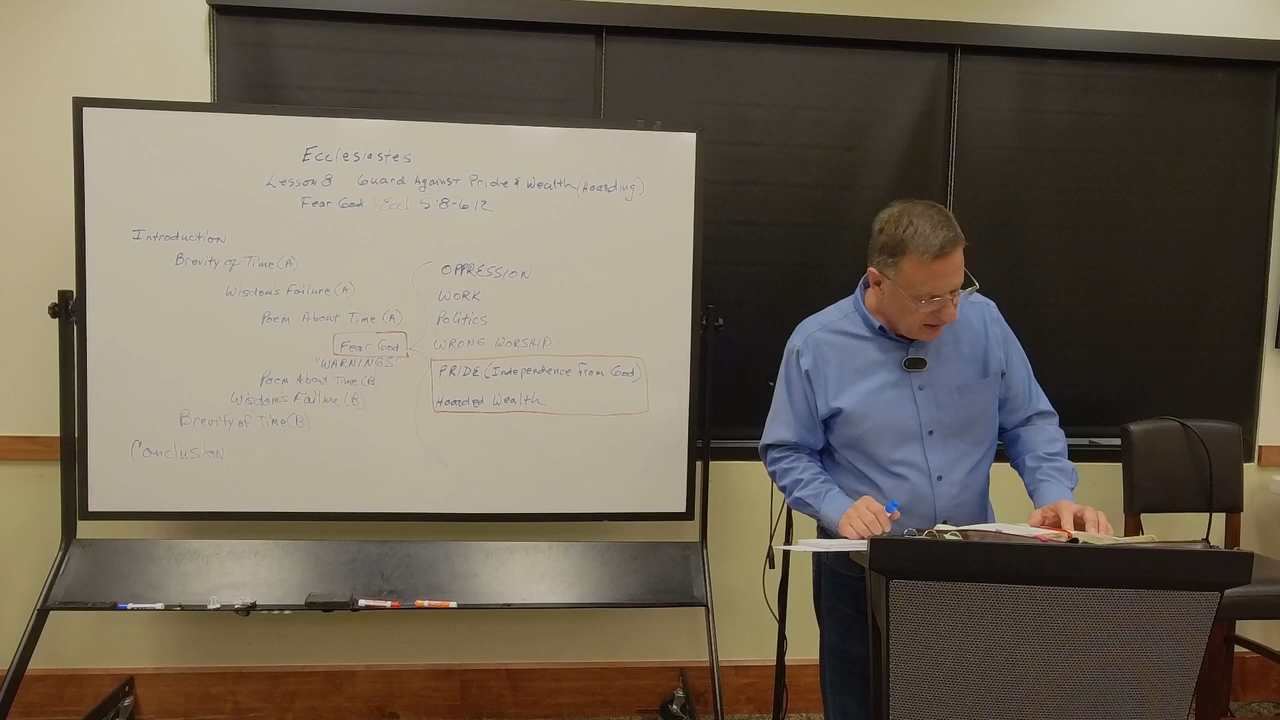 Ecclesiastes
Lesson 8 Guard Against Pride & Wealth (Hoarding)
Fear God Eccl 5:8-6:12
Introduction
Brevity of Time (A)
Wisdoms Failure (A)
Poem About Time (A)
Fear God
"WARNINGS"
Poem About Time (B
Wisdoms Failure (B)
Brevity of Time (B)
Conclusion
OPPRESSION
WORK
Politics
WRONG WORSHIP
PRIDE (Independence from God)
Hoarded Wealth